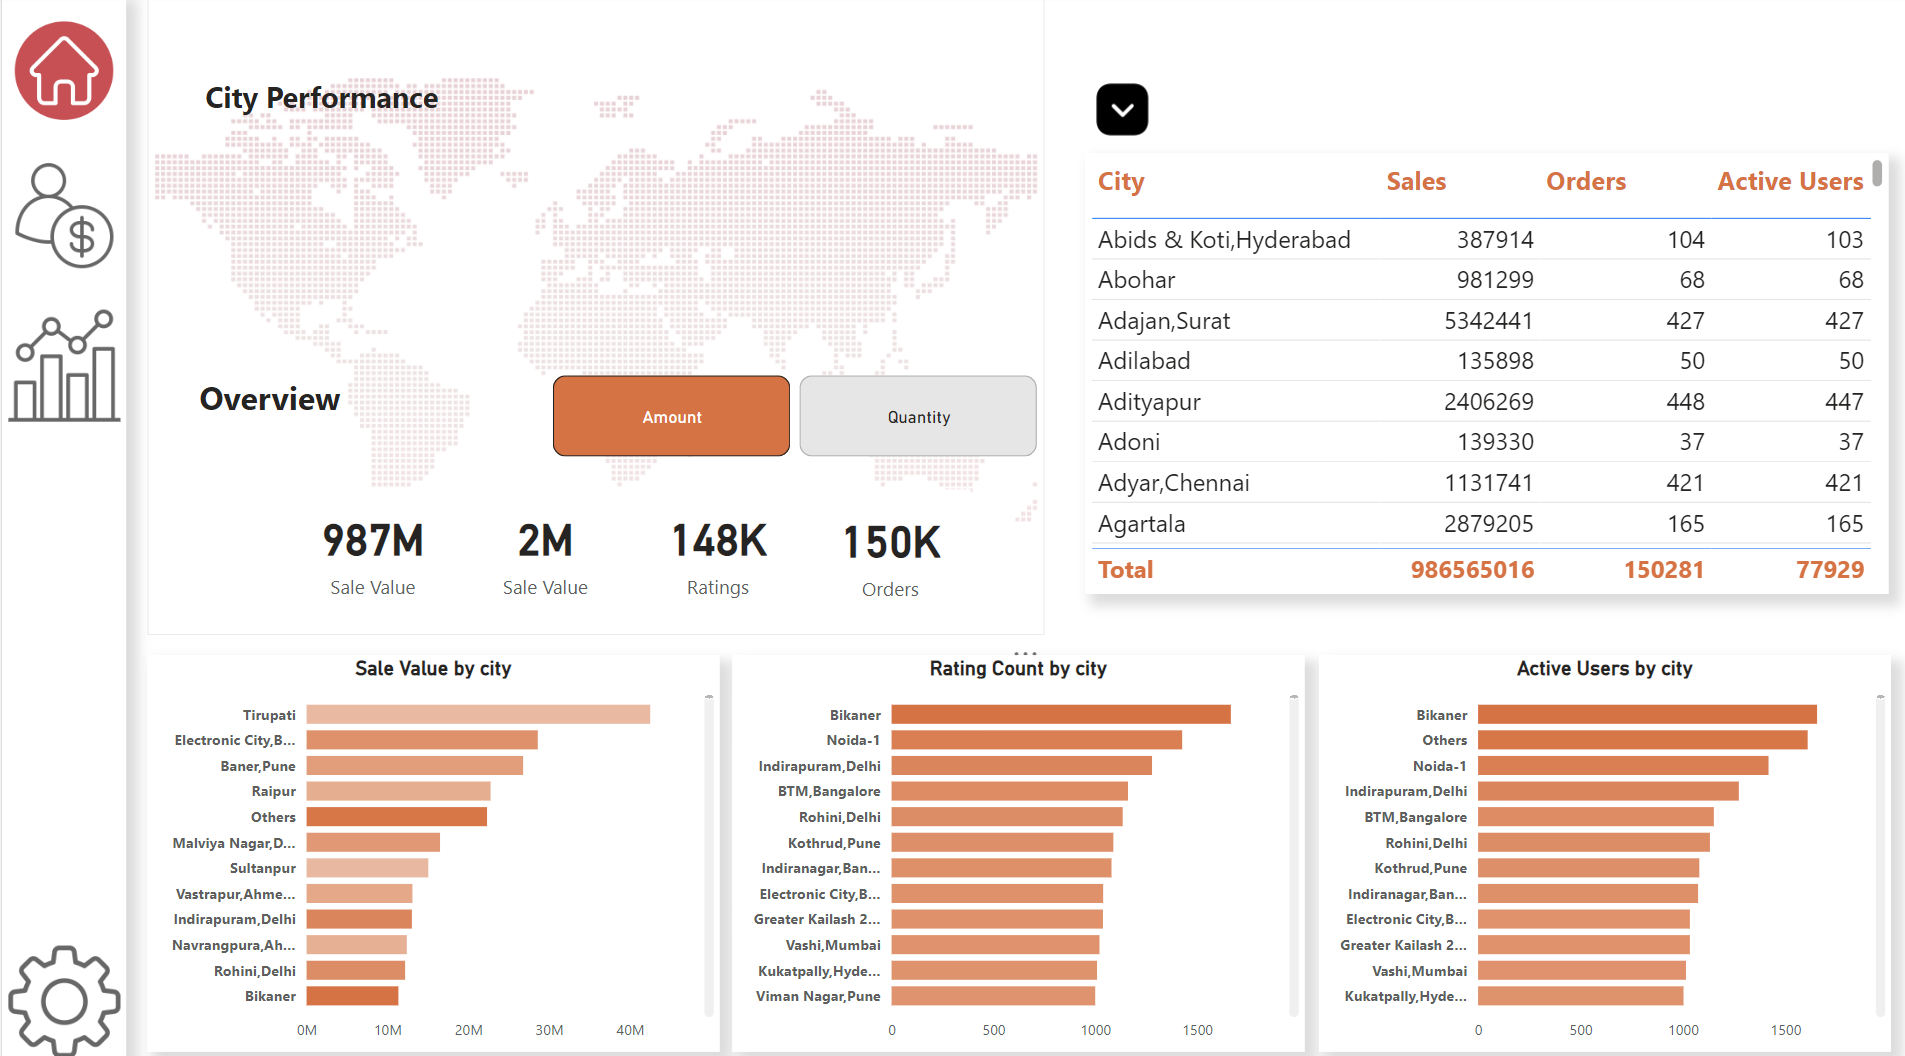 City Performance
Overview
Amount
Quantity
987M
Sale Value
2M
Sale Value
148K
Ratings
150K
Orders
City Sales Orders Active Users
Abids & Koti,Hyderabad 387914 104 103
Abohar 981299 68 68
Adajan,Surat 5342441 427 427
Adilabad 135898 50 50
Adityapur 2406269 448 447
Adoni 139330 37 37
Adyar,Chennai 1131741 421 421
Agartala 2879205 165 165
Total 986565016 150281 77929
Sale Value by city
Tirupati
Electronic City,B...
Baner,Pune
Raipur
Others
Malviya Nagar,D...
Sultanpur
Vastrapur,Ahme...
Indirapuram,Delhi
Navrangpura,Ah...
Rohini,Delhi
Bikaner
0M 10M 20M 30M 40M
Rating Count by city
Bikaner
Noida-1
Indirapuram,Delhi
BTM,Bangalore
Rohini,Delhi
Kothrud,Pune
Indiranagar,Ban...
Electronic City,B...
Greater Kailash 2...
Vashi,Mumbai
Kukatpally,Hyde...
Viman Nagar,Pune
0 500 1000 1500
Active Users by city
Bikaner
Others
Noida-1
Indirapuram,Delhi
BTM,Bangalore
Rohini,Delhi
Kothrud,Pune
Indiranagar,Ban...
Electronic City,B...
Greater Kailash 2...
Vashi,Mumbai
Kukatpally,Hyde...
0 500 1000 1500